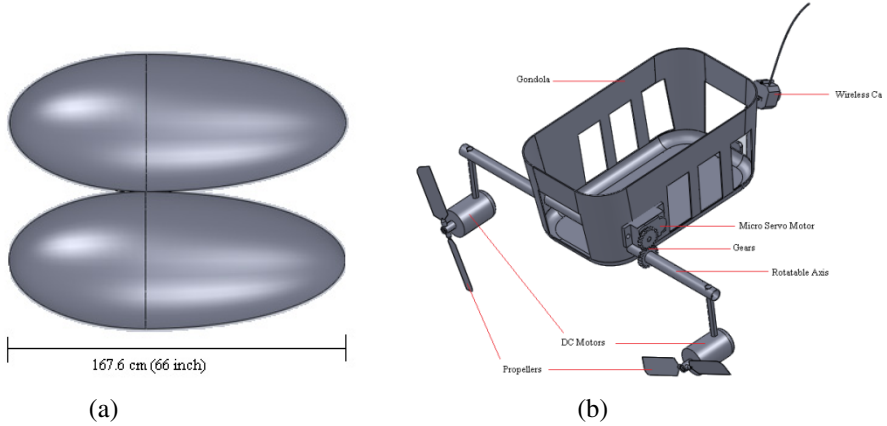 Gondola
Wireless Ca
Micro Servo Motor
Gears
Rotatable Axis
DC Motors
Propellers
167.6 cm (66 inch)
(a)
(b)